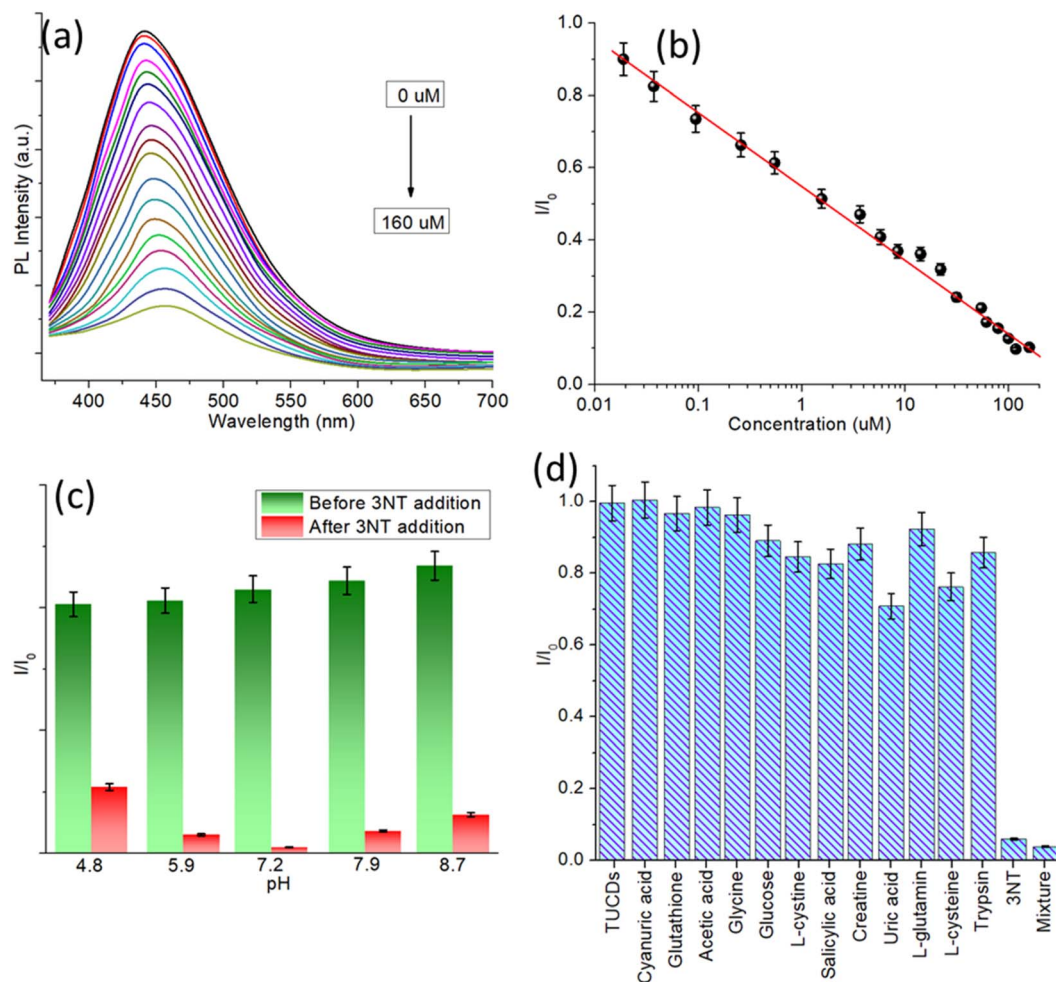 (a)
PL Intensity (a.u.)
0 uM
160 uM
400 450 500 550 600 650 700
Wavelength (nm)
(b)
I/I0
1.0
0.8
0.6
0.4
0.2
0.0
0.01 0.1 1 10 100
Concentration (uM)
(c)
Before 3NT addition
After 3NT addition
I/I0
4.8 5.9 7.2 7.9 8.7
pH
(d)
I/I0
1.0
0.8
0.6
0.4
0.2
0.0
TUCDs
Cyanuric acid
Glutathione
Acetic acid
Glycine
Glucose
L-cystine
Salicylic acid
Creatine
Uric acid
L-glutamin
L-cysteine
Trypsin
3NT
Mixture